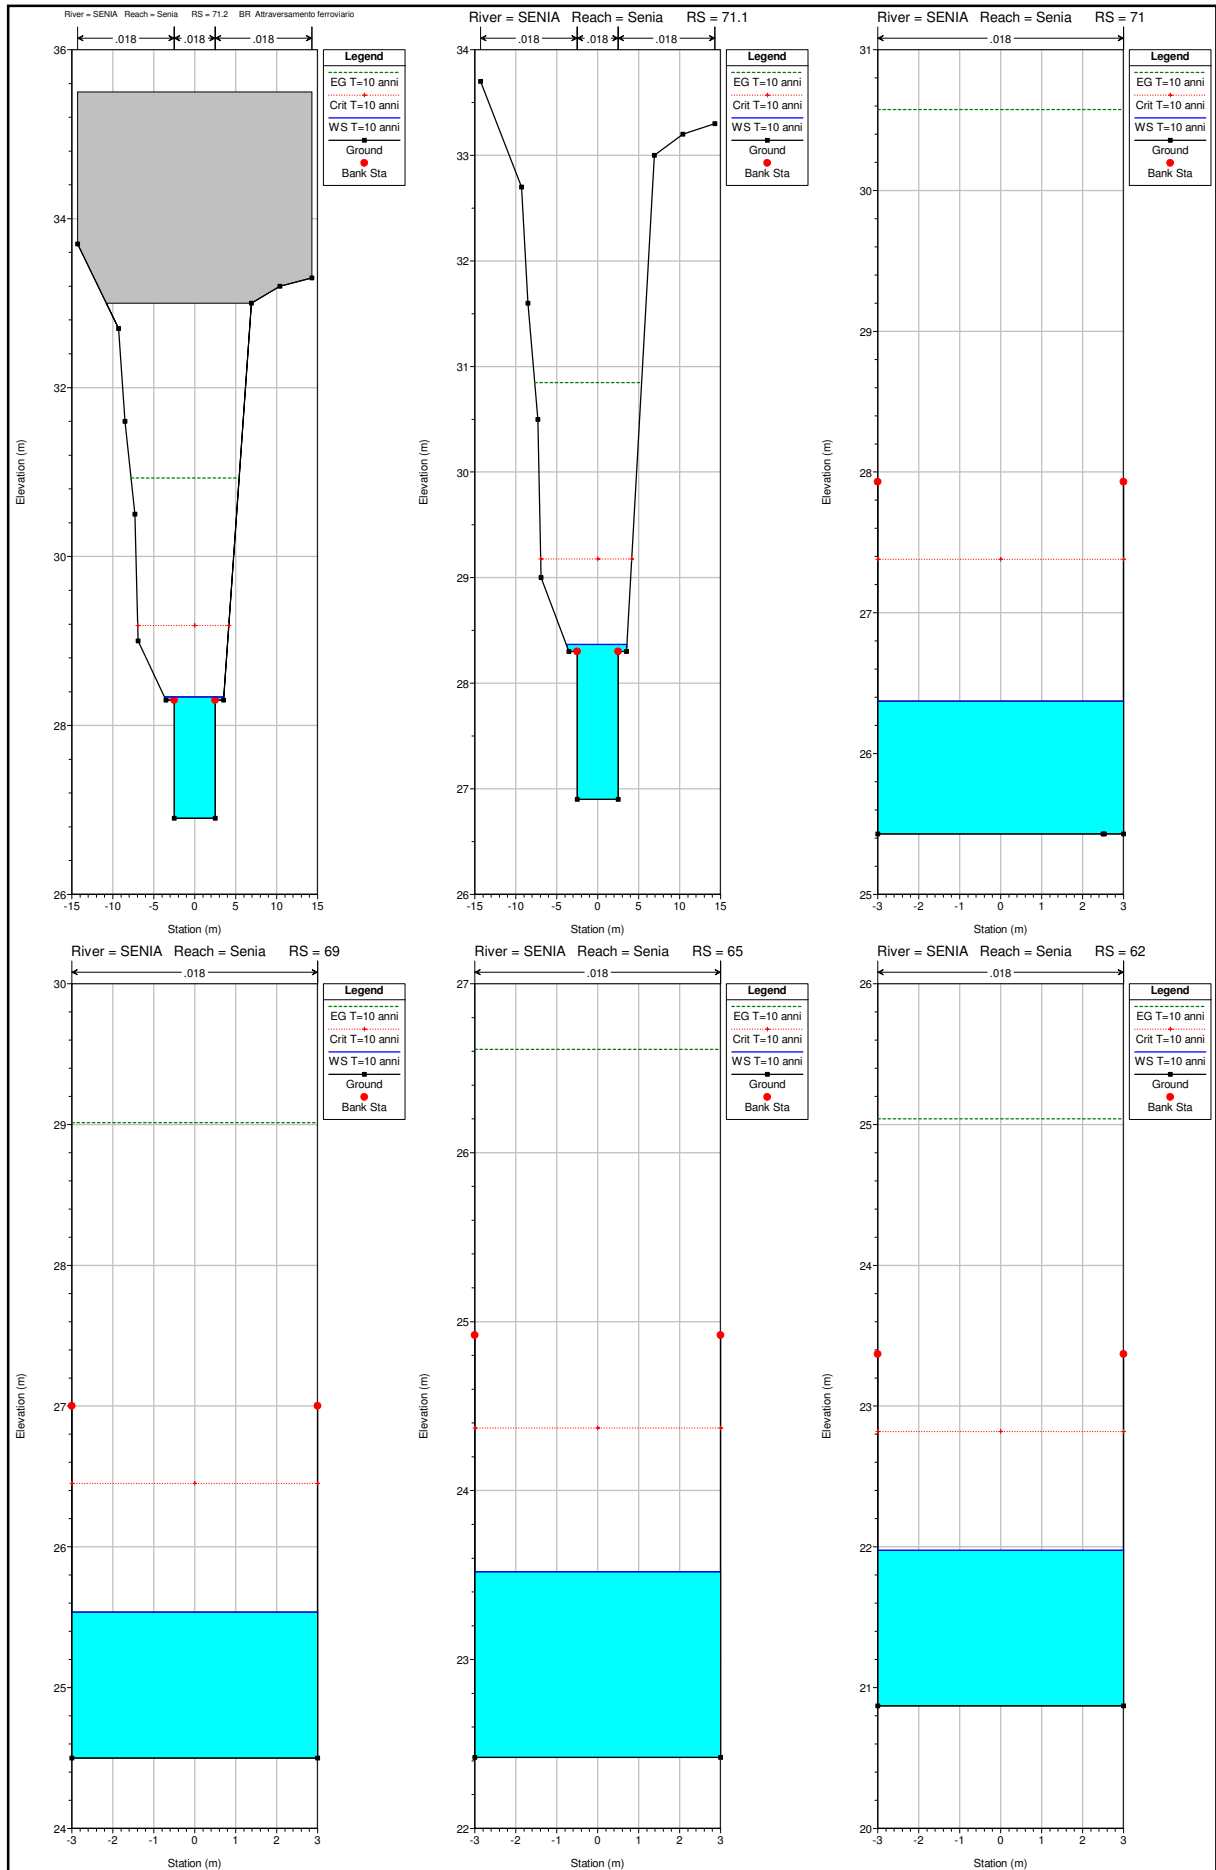 River = SENIA Reach = Senia RS = 71.2 BR Attraversamento ferroviario
.018 .018 .018
Legend
EG T=10 anni
Crit T=10 anni
WS T=10 anni
Ground
Bank Sta
36
34
32
30
28
26
Elevation (m)
-15 -10 -5 0 5 10 15
Station (m)
River = SENIA Reach = Senia RS = 71.1
.018 .018 .018
Legend
EG T=10 anni
Crit T=10 anni
WS T=10 anni
Ground
Bank Sta
34
33
32
31
30
29
28
27
26
Elevation (m)
-15 -10 -5 0 5 10 15
Station (m)
River = SENIA Reach = Senia RS = 71
.018
Legend
EG T=10 anni
Crit T=10 anni
WS T=10 anni
Ground
Bank Sta
31
30
29
28
27
26
25
Elevation (m)
-3 -2 -1 0 1 2 3
Station (m)
River = SENIA Reach = Senia RS = 69
.018
Legend
EG T=10 anni
Crit T=10 anni
WS T=10 anni
Ground
Bank Sta
30
29
28
27
26
25
24
Elevation (m)
-3 -2 -1 0 1 2 3
Station (m)
River = SENIA Reach = Senia RS = 65
.018
Legend
EG T=10 anni
Crit T=10 anni
WS T=10 anni
Ground
Bank Sta
27
26
25
24
23
22
Elevation (m)
-3 -2 -1 0 1 2 3
Station (m)
River = SENIA Reach = Senia RS = 62
.018
Legend
EG T=10 anni
Crit T=10 anni
WS T=10 anni
Ground
Bank Sta
26
25
24
23
22
21
20
Elevation (m)
-3 -2 -1 0 1 2 3
Station (m)